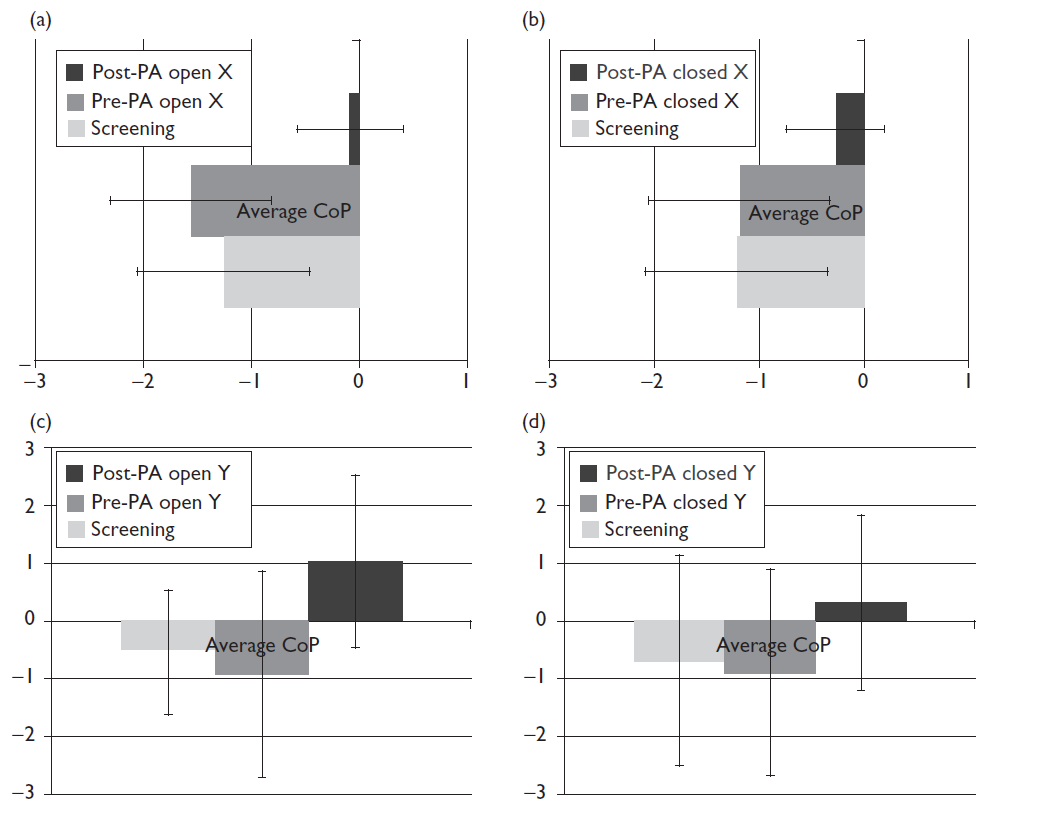 (a)
Post-PA open X
Pre-PA open X
Screening
Average CoP
–3 –2 –1 0 1
(b)
Post-PA closed X
Pre-PA closed X
Screening
Average CoP
–3 –2 –1 0 1
(c)
3
2
1
0
–1
–2
–3
Post-PA open Y
Pre-PA open Y
Screening
Average CoP
(d)
3
2
1
0
–1
–2
–3
Post-PA closed Y
Pre-PA closed Y
Screening
Average CoP